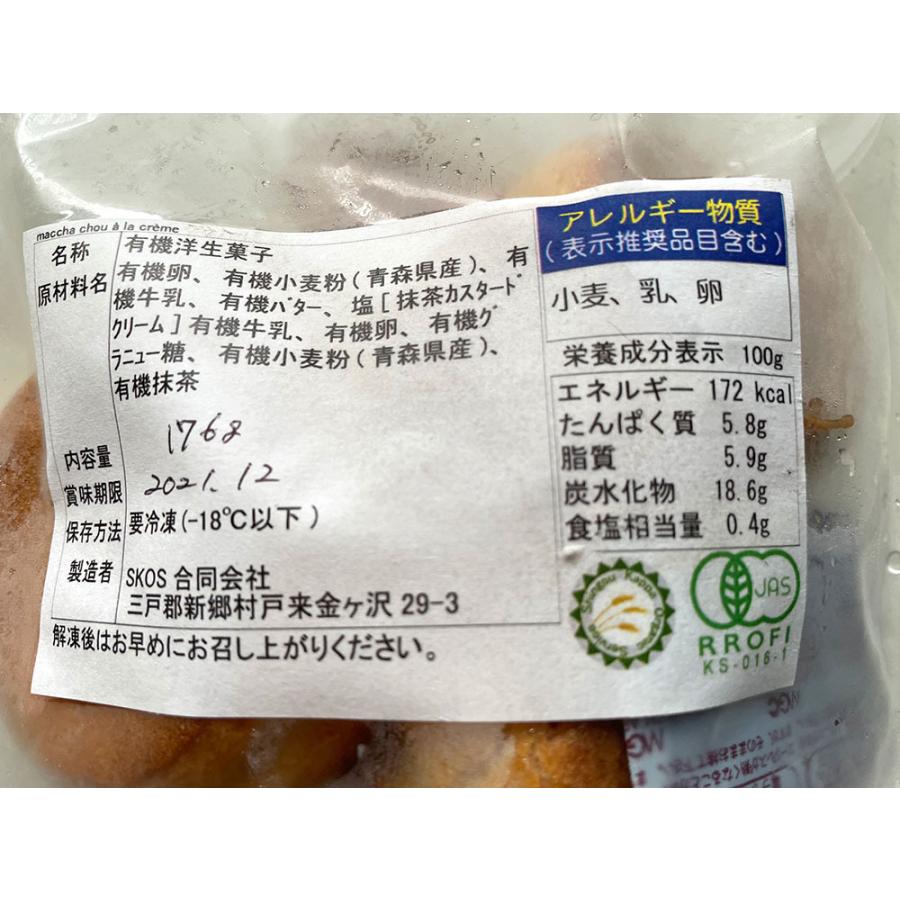 maccha chou à la crème
名称 有機洋生菓子
原材料名 有機卵、有機小麦粉(青森県産)、有
機牛乳、有機バター、塩[抹茶カスタード
クリーム]有機牛乳、有機卵、有機グ
ラニュー糖、有機小麦粉(青森県産)、
有機抹茶
内容量 176g
賞味期限 2021.12
保存方法 要冷凍(-18℃以下)
製造者 SKOS 合同会社
三戸郡新郷村戸来金ヶ沢 29-3
解凍後はお早めにお召し上がりください。
アレルギー物質
(表示推奨品目含む)
小麦、乳、卵
栄養成分表示 100g
エネルギー 172 kcal
たんぱく質 5.8g
脂質 5.9g
炭水化物 18.6g
食塩相当量 0.4g
JAS
RROFI
KS-016-1
MGC